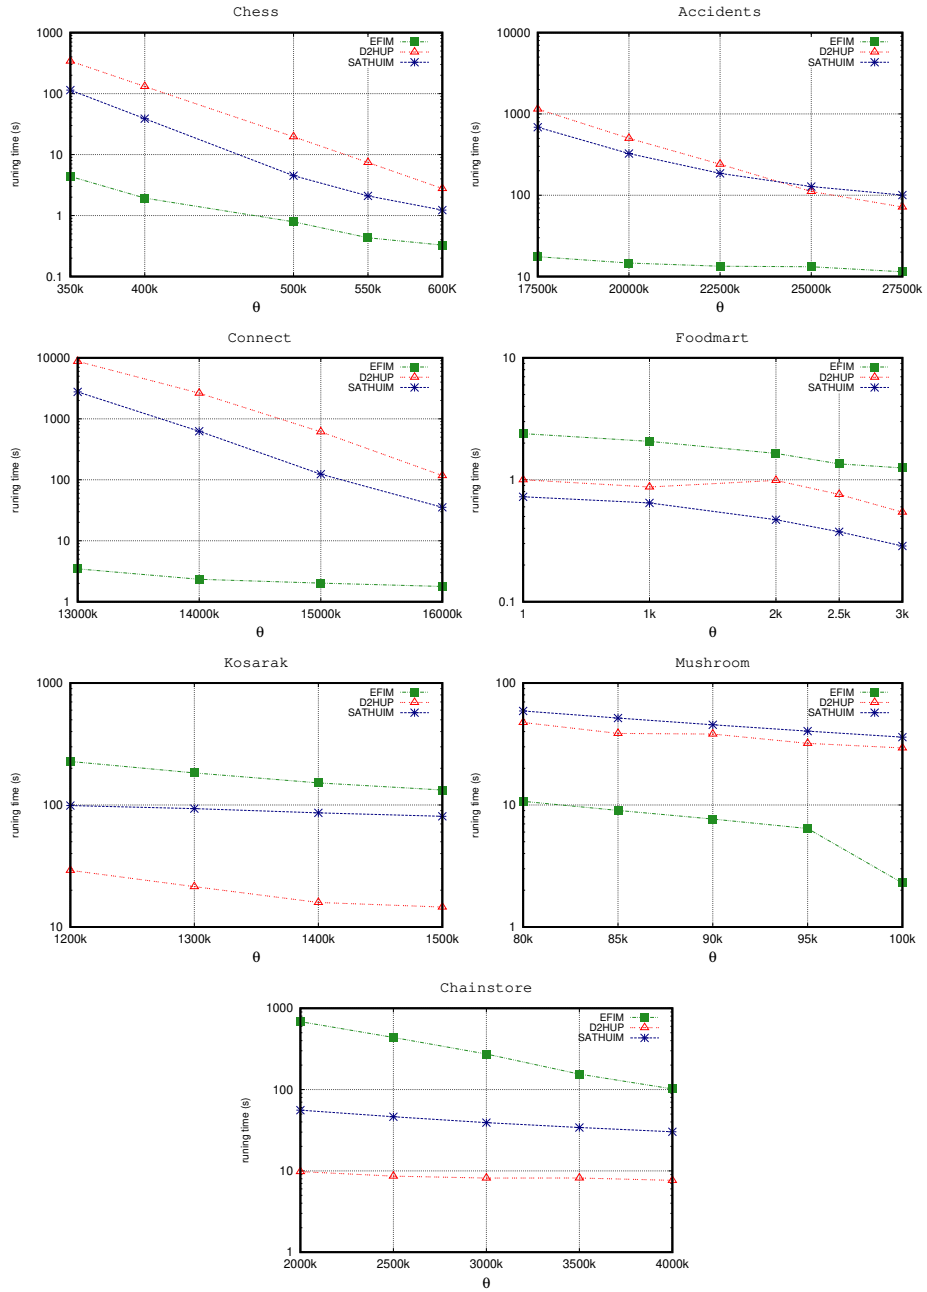 Chess
EFIM
D2HUP
SATHUIM
runing time (s)
1000
100
10
1
0.1
350k 400k 500k 550k 600K
θ
Accidents
EFIM
D2HUP
SATHUIM
runing time (s)
10000
1000
100
10
17500k 20000k 22500k 25000k 27500k
θ
Connect
EFIM
D2HUP
SATHUIM
runing time (s)
10000
1000
100
10
1
13000k 14000k 15000k 16000k
θ
Foodmart
EFIM
D2HUP
SATHUIM
runing time (s)
10
1
0.1
1 1k 2k 2.5k 3k
θ
Kosarak
EFIM
D2HUP
SATHUIM
runing time (s)
1000
100
10
1200k 1300k 1400k 1500k
θ
Mushroom
EFIM
D2HUP
SATHUIM
runing time (s)
100
10
1
80k 85k 90k 95k 100k
θ
Chainstore
EFIM
D2HUP
SATHUIM
runing time (s)
1000
100
10
1
2000k 2500k 3000k 3500k 4000k
θ